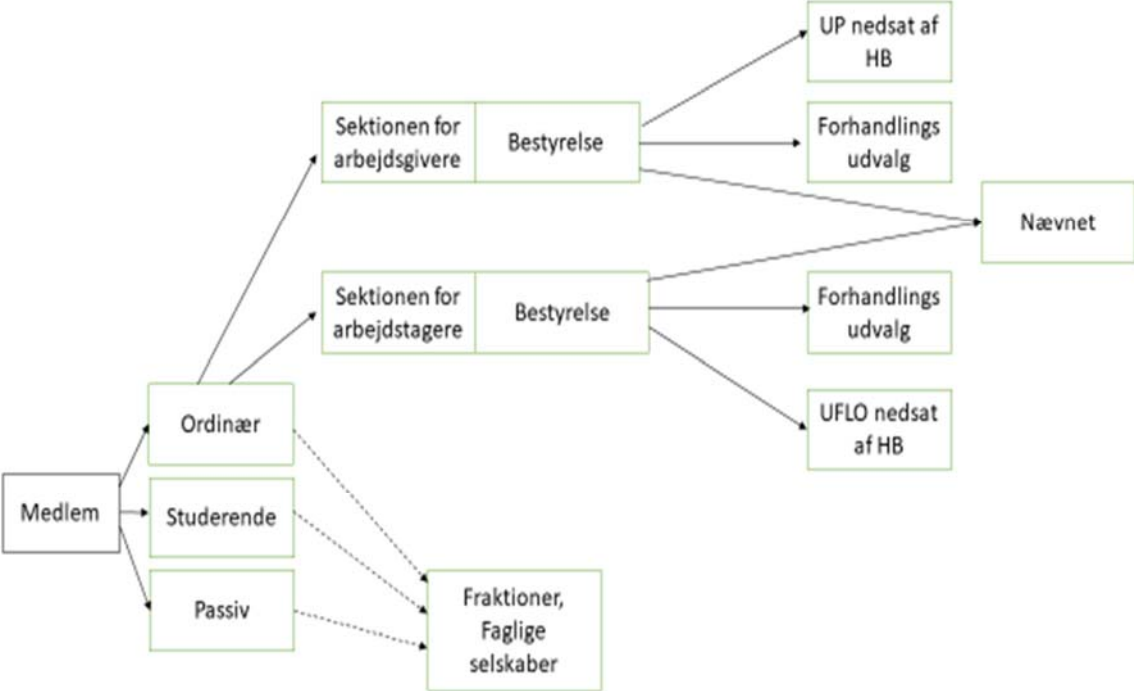 UP nedsat af
HB
Sektionen for
arbejdsgivere
Bestyrelse
Forhandlings
udvalg
Nævnet
Sektionen for
arbejdstagere
Bestyrelse
Forhandlings
udvalg
Ordinær
UFLO nedsat
af HB
Medlem
Studerende
Passiv
Fraktioner,
Faglige
selskaber